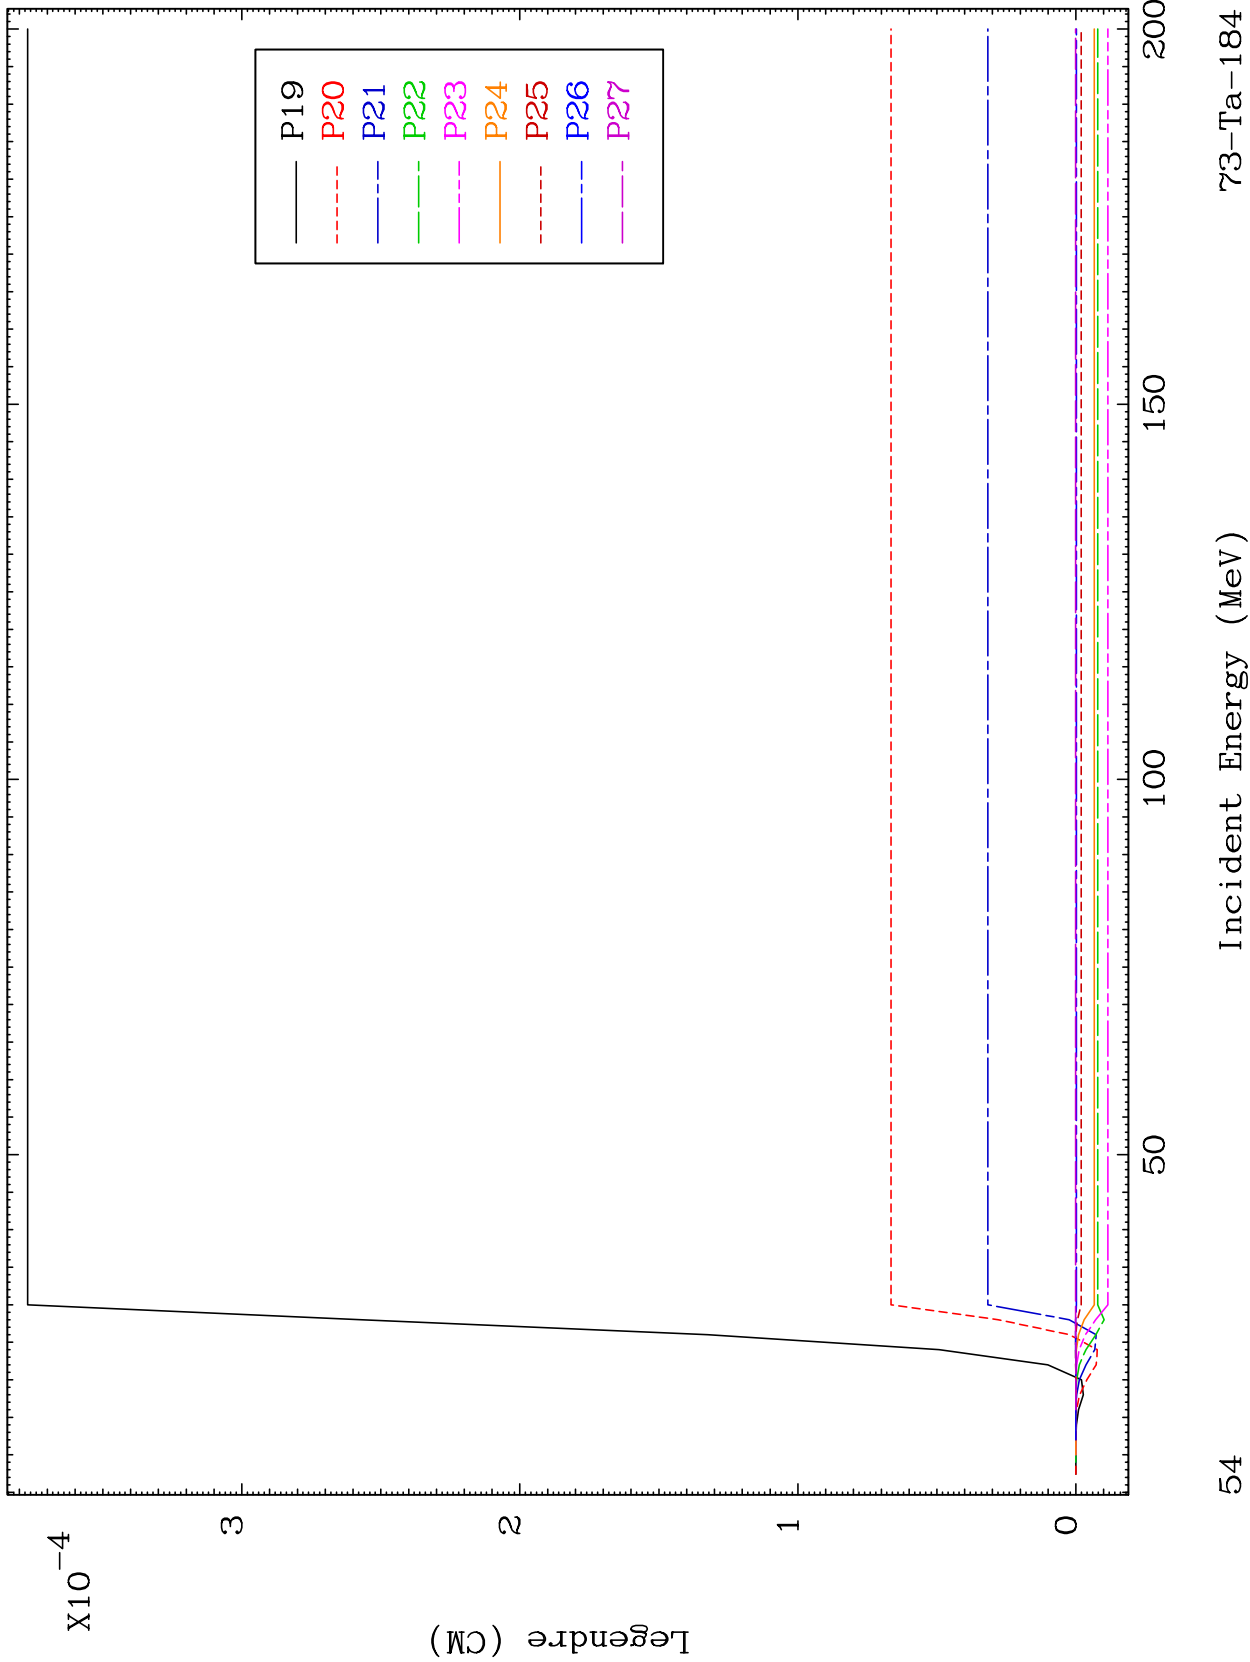 X10-4
3
2
1
0
Legendre (CM)
P19
P20
P21
P22
P23
P24
P25
P26
P27
50
100
150
200
Incident Energy (MeV)
54
73-Ta-184